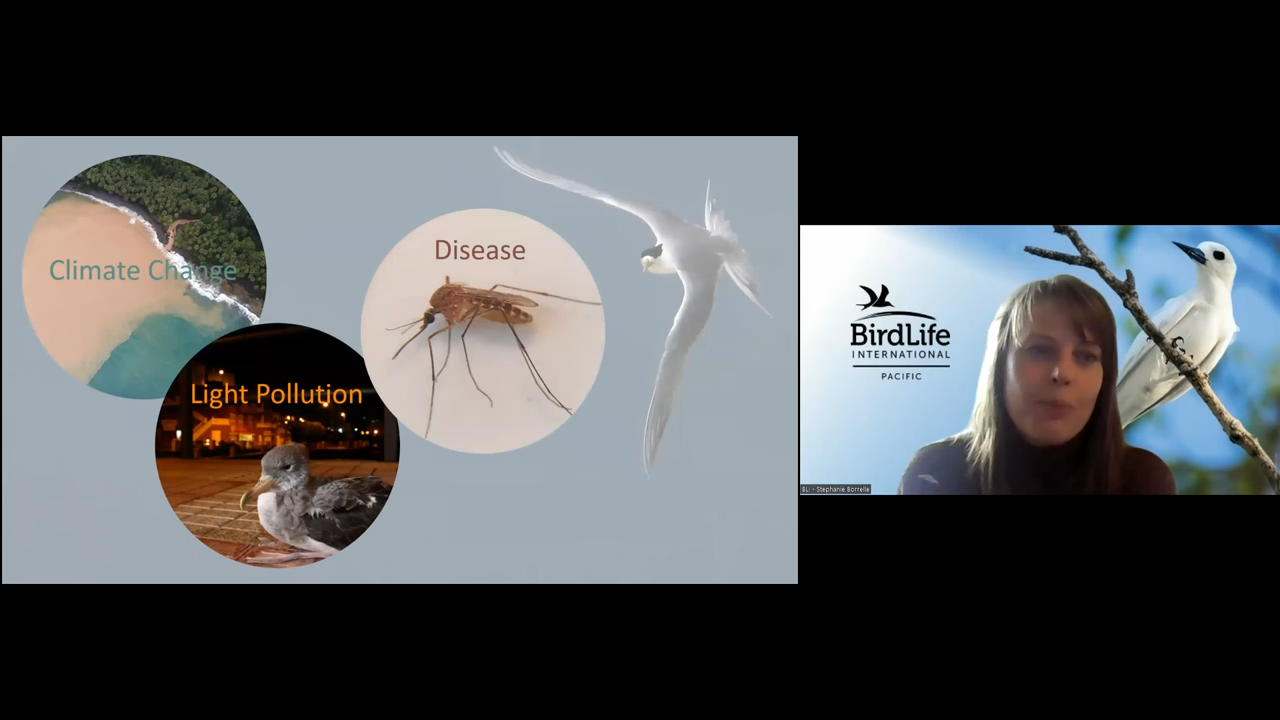 Climate Change
Light Pollution
Disease
BirdLife
INTERNATIONAL
PACIFIC
BLI - Stephanie Borrelle